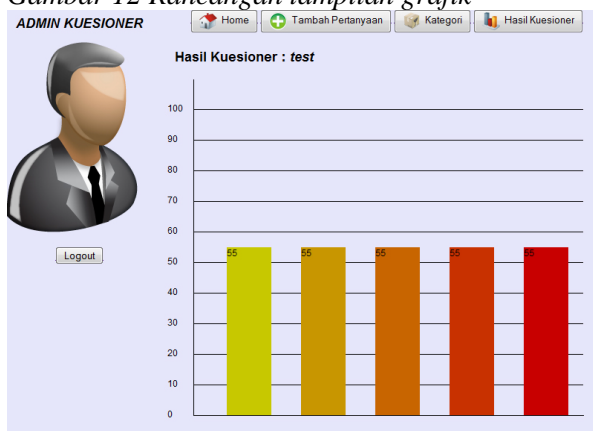 Gambar 12 Rancangan tampilan grafik
ADMIN KUESIONER
Home
Tambah Pertanyaan
Kategori
Hasil Kuesioner
Hasil Kuesioner : test
100
90
80
70
60
50
40
30
20
10
0
55
55
55
55
55
Logout